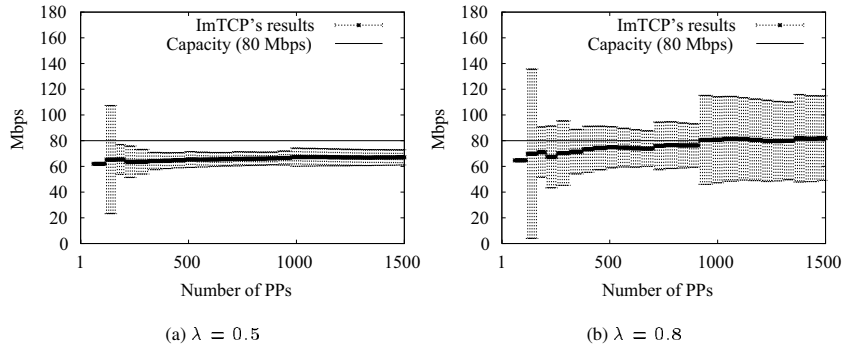 180
160
140
120
100
80
60
40
20
0
Mbps
ImTCP's results
Capacity (80 Mbps)
1
500
1000
1500
Number of PPs
(a) λ = 0.5
180
160
140
120
100
80
60
40
20
0
Mbps
ImTCP's results
Capacity (80 Mbps)
1
500
1000
1500
Number of PPs
(b) λ = 0.8